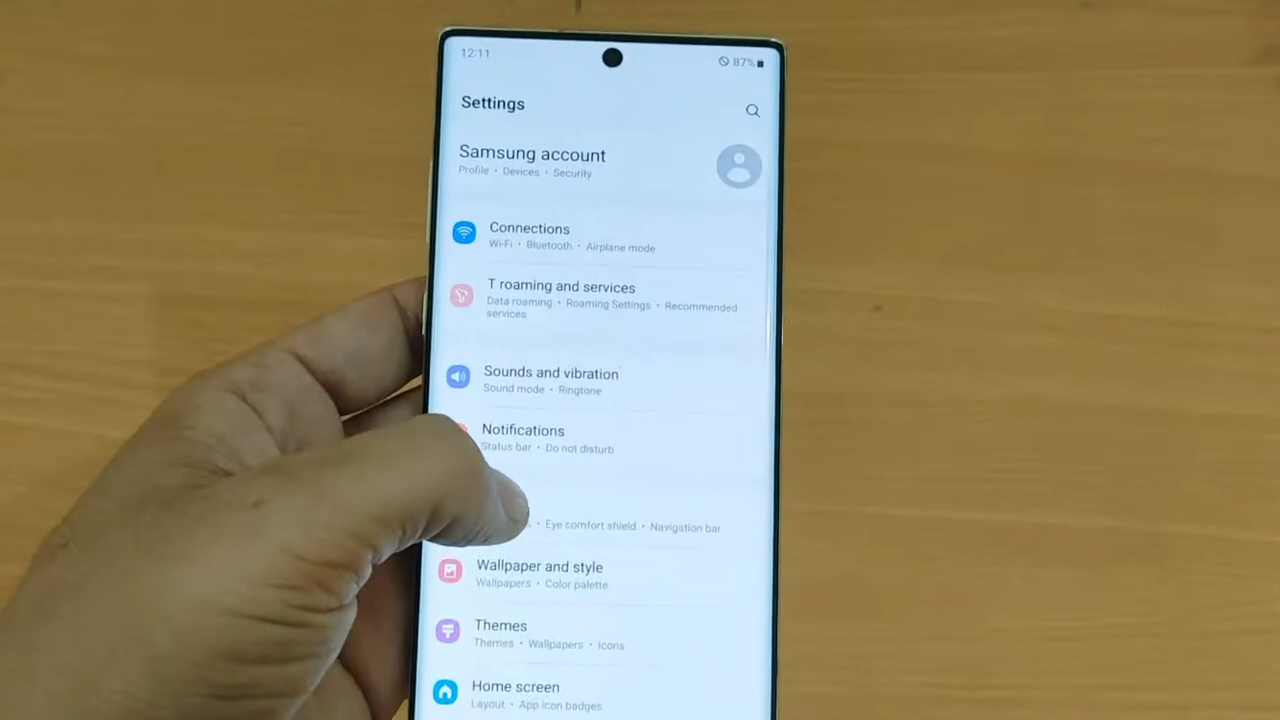 12:11
87%
Settings
Samsung account
Profile • Devices • Security
Connections
Wi-Fi • Bluetooth • Airplane mode
T roaming and services
Data roaming • Roaming Settings • Recommended
services
Sounds and vibration
Sound mode • Ringtone
Notifications
Status bar • Do not disturb
• Eye comfort shield • Navigation bar
Wallpaper and style
Wallpapers • Color palette
Themes
Themes • Wallpapers • Icons
Home screen
Layout • App icon badges